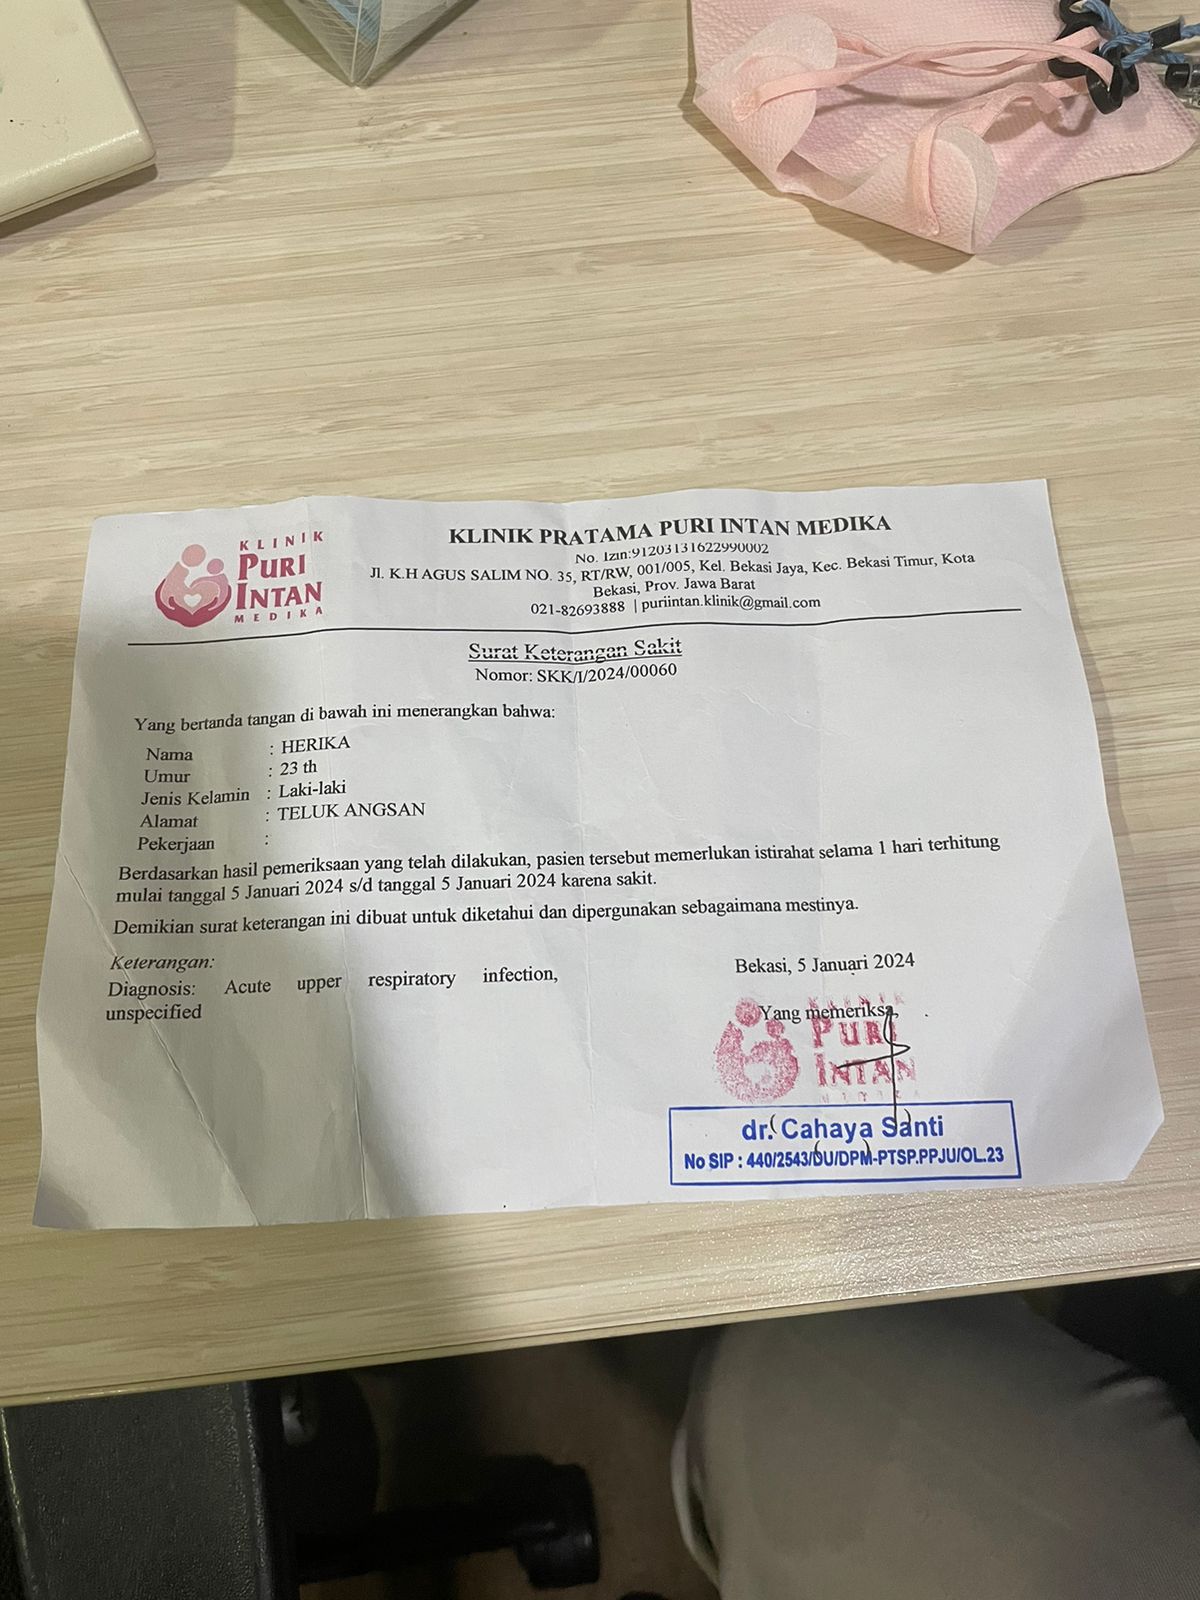 KLINIK
PURI
INTAN
MEDIKA
KLINIK PRATAMA PURI INTAN MEDIKA
No. Izin:91203131622990002
Jl. K.H AGUS SALIM NO. 35, RT/RW, 001/005, Kel. Bekasi Jaya, Kec. Bekasi Timur, Kota
Bekasi, Prov. Jawa Barat
021-82693888 | puriintan.klinik@gmail.com
Surat Keterangan Sakit
Nomor: SKK/I/2024/00060
Yang bertanda tangan di bawah ini menerangkan bahwa:
Nama : HERIKA
Umur : 23 th
Jenis Kelamin : Laki-laki
Alamat : TELUK ANGSAN
Pekerjaan :
Berdasarkan hasil pemeriksaan yang telah dilakukan, pasien tersebut memerlukan istirahat selama 1 hari terhitung
mulai tanggal 5 Januari 2024 s/d tanggal 5 Januari 2024 karena sakit.
Demikian surat keterangan ini dibuat untuk diketahui dan dipergunakan sebagaimana mestinya.
Keterangan:
Diagnosis: Acute upper respiratory infection,
unspecified
Bekasi, 5 Januari 2024
Yang memeriksa,
KLINIK
PURI
INTAN
MEDIKA
dr. Cahaya Santi
No SIP : 440/2543/DU/DPM-PTSP.PPJU/OL.23